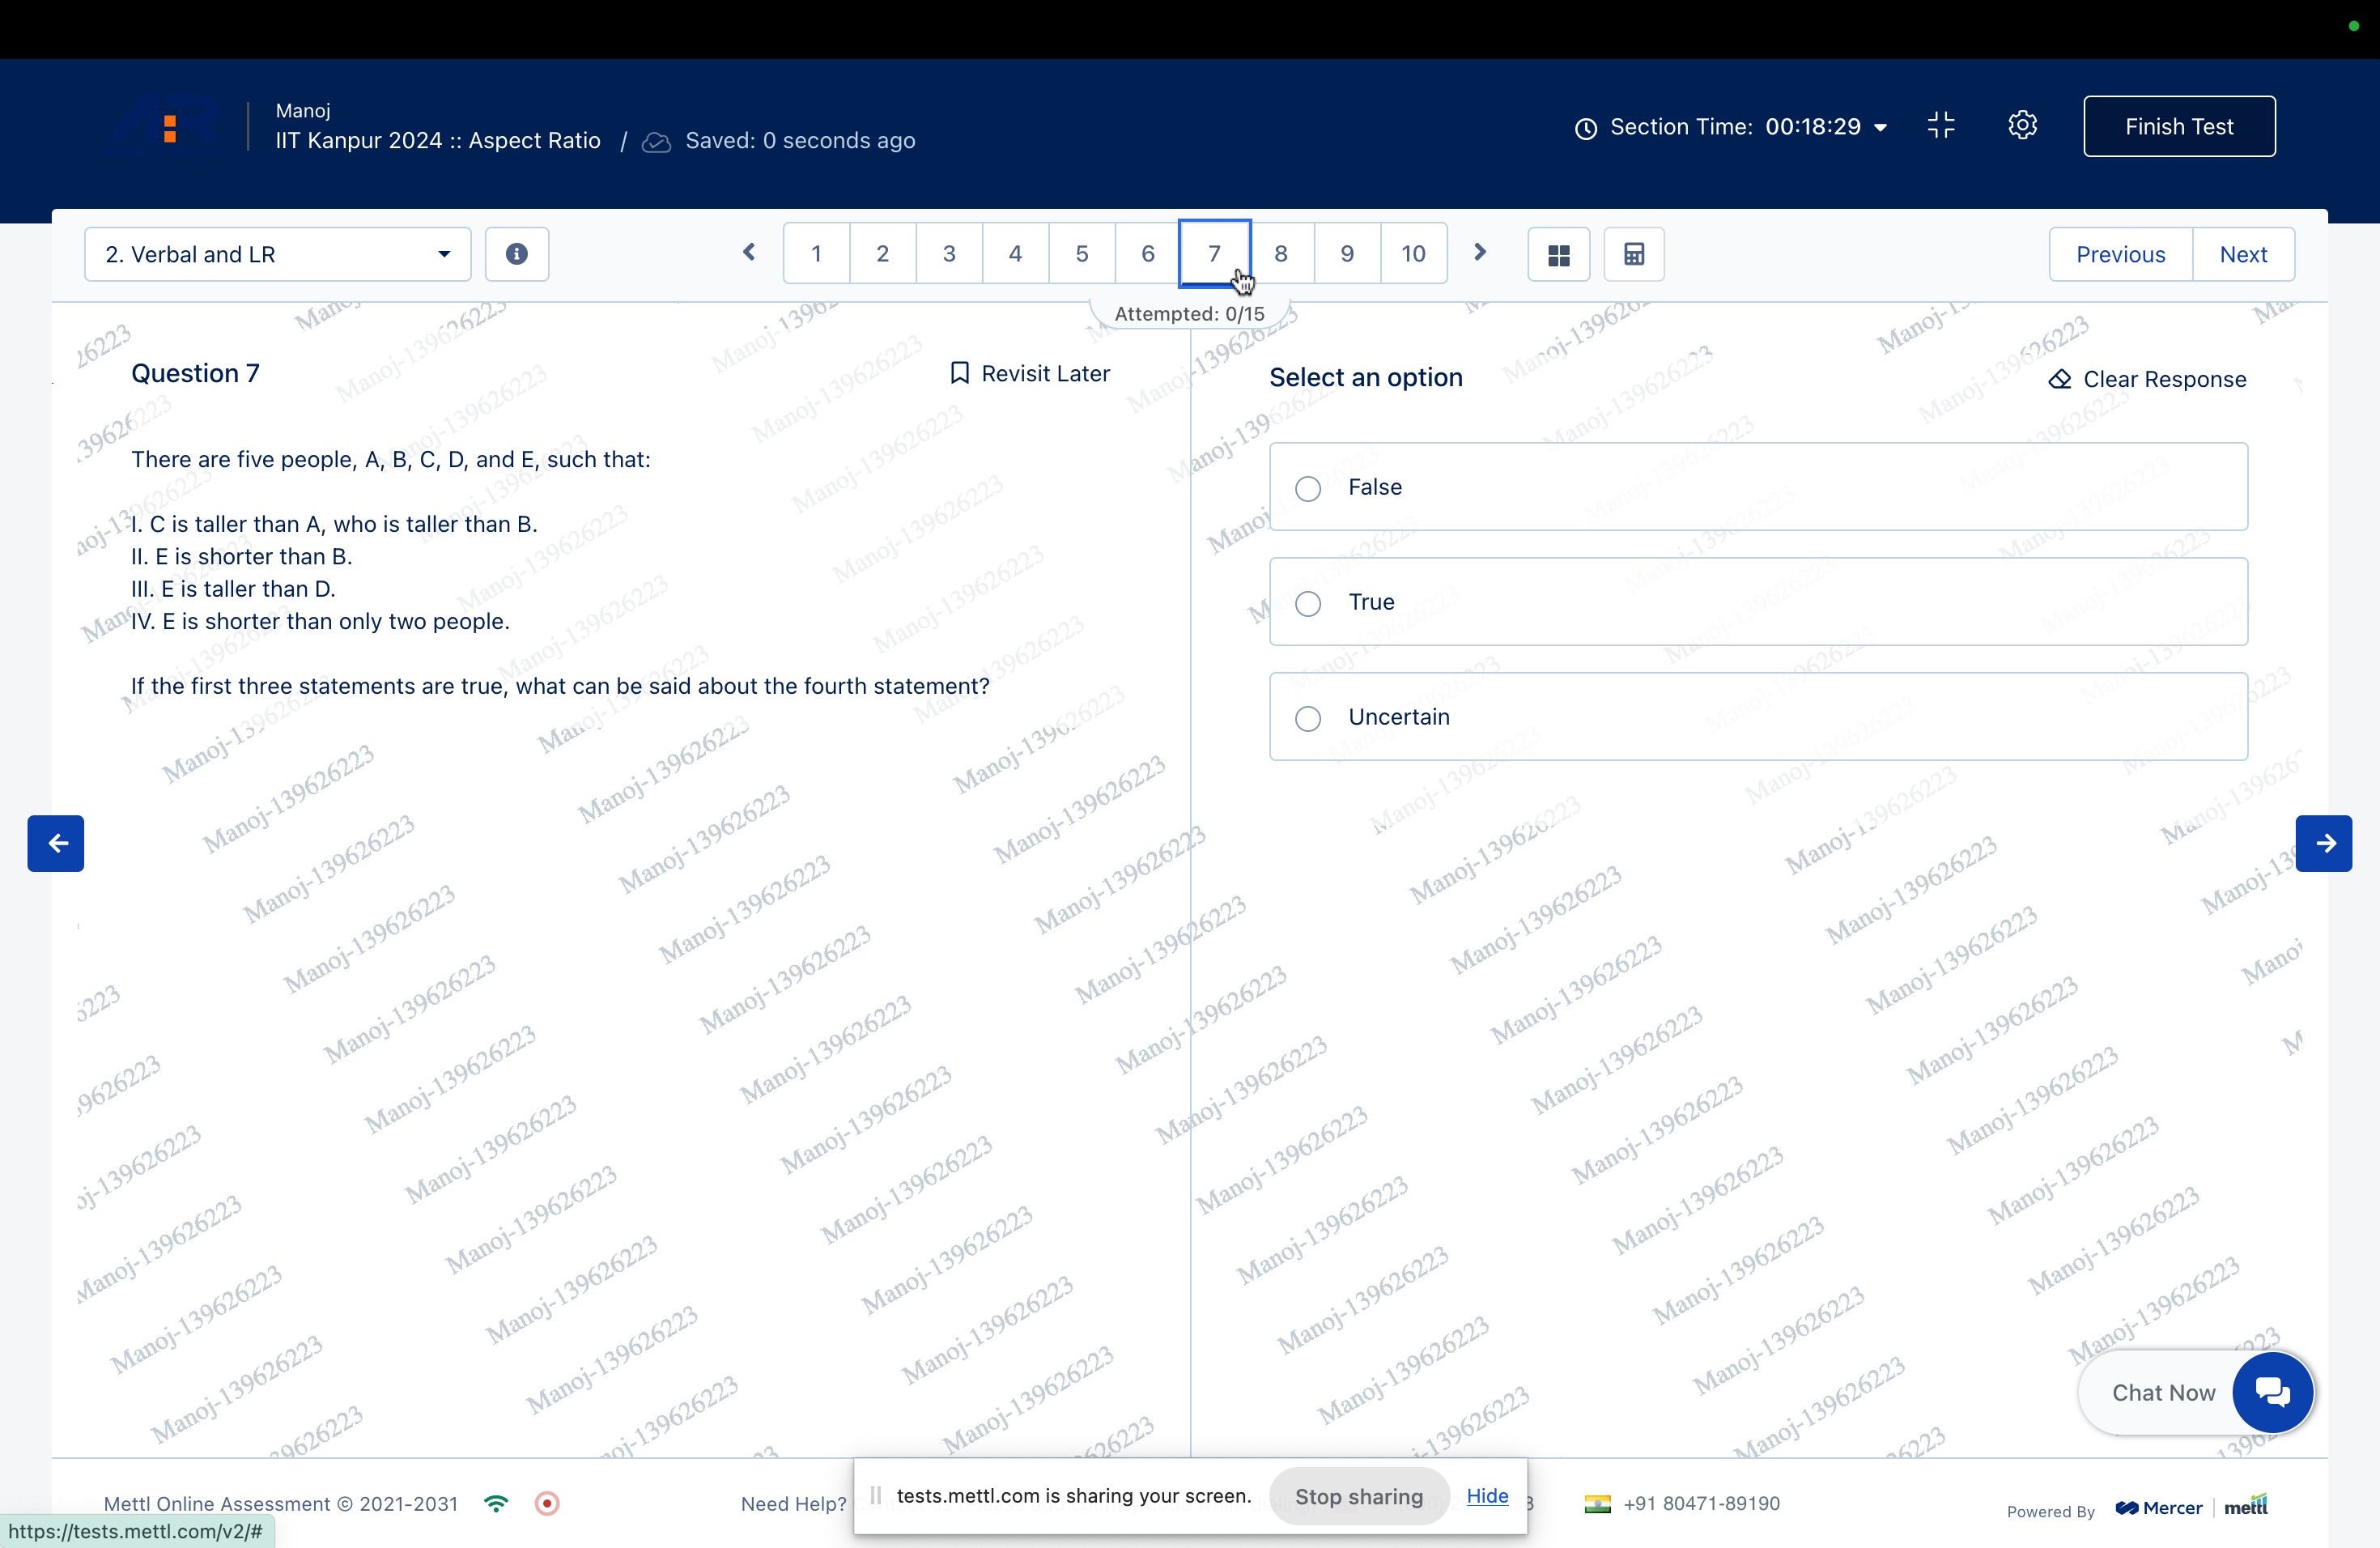 Manoj
IIT Kanpur 2024 :: Aspect Ratio / Saved: 0 seconds ago
Section Time: 00:18:29
Finish Test
2. Verbal and LR
1 2 3 4 5 6 7 8 9 10
Previous Next
Attempted: 0/15
Question 7
Revisit Later
There are five people, A, B, C, D, and E, such that:
I. C is taller than A, who is taller than B.
II. E is shorter than B.
III. E is taller than D.
IV. E is shorter than only two people.
If the first three statements are true, what can be said about the fourth statement?
Select an option
Clear Response
False
True
Uncertain
Manoj-139626223
Chat Now
Mettl Online Assessment © 2021-2031
Need Help?
tests.mettl.com is sharing your screen.
Stop sharing
Hide
+91 80471-89190
Powered By Mercer | mettl
https://tests.mettl.com/v2/#